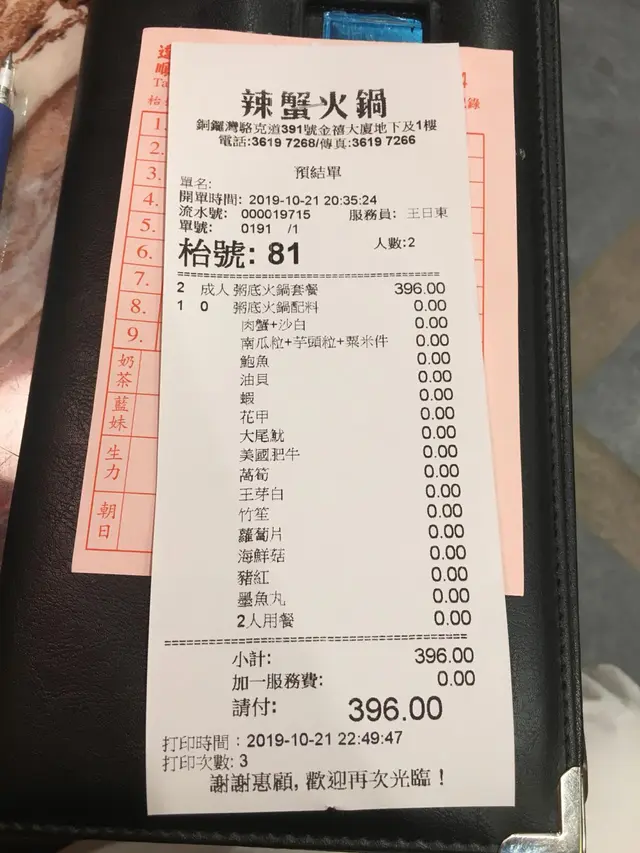 辣蟹火鍋
銅鑼灣駱克道391號金禧大廈地下及1樓
電話:3619 7268/傳真:3619 7266
預結單
單名:
開單時間: 2019-10-21 20:35:24
流水號: 000019715 服務員: 王日東
單號: 0191 /1
枱號: 81 人數:2
2 成人 粥底火鍋套餐 396.00
1 0 粥底火鍋配料 0.00
肉蟹+沙白 0.00
南瓜粒+芋頭粒+粟米件 0.00
鮑魚 0.00
油貝 0.00
蝦 0.00
花甲 0.00
大尾魷 0.00
美國肥牛 0.00
萵筍 0.00
王芽白 0.00
竹笙 0.00
蘿蔔片 0.00
海鮮菇 0.00
豬紅 0.00
墨魚丸 0.00
2人用餐 0.00
小計: 396.00
加一服務費: 0.00
請付: 396.00
打印時間：2019-10-21 22:49:47
打印次數: 3
謝謝惠顧, 歡迎再次光臨！
Ta
枱
1.
2.
3.
4.
5.
6.
7.
8.
9.
奶茶
藍妹
生力
朝日
4
錄